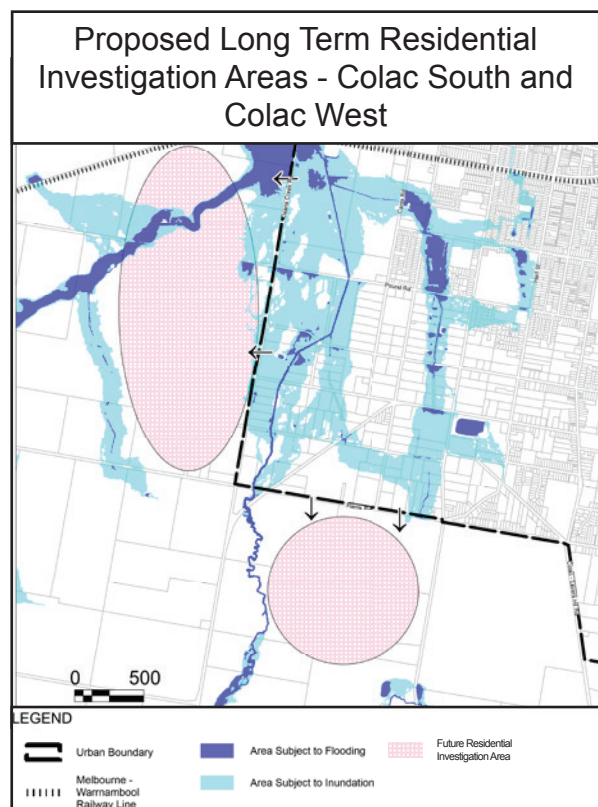 Proposed Long Term Residential
Investigation Areas - Colac South and
Colac West
Pound Rd
0 500
LEGEND
Urban Boundary
Melbourne -
Warrnambool
Railway Line
Area Subject to Flooding
Area Subject to Inundation
Future Residential
Investigation Area